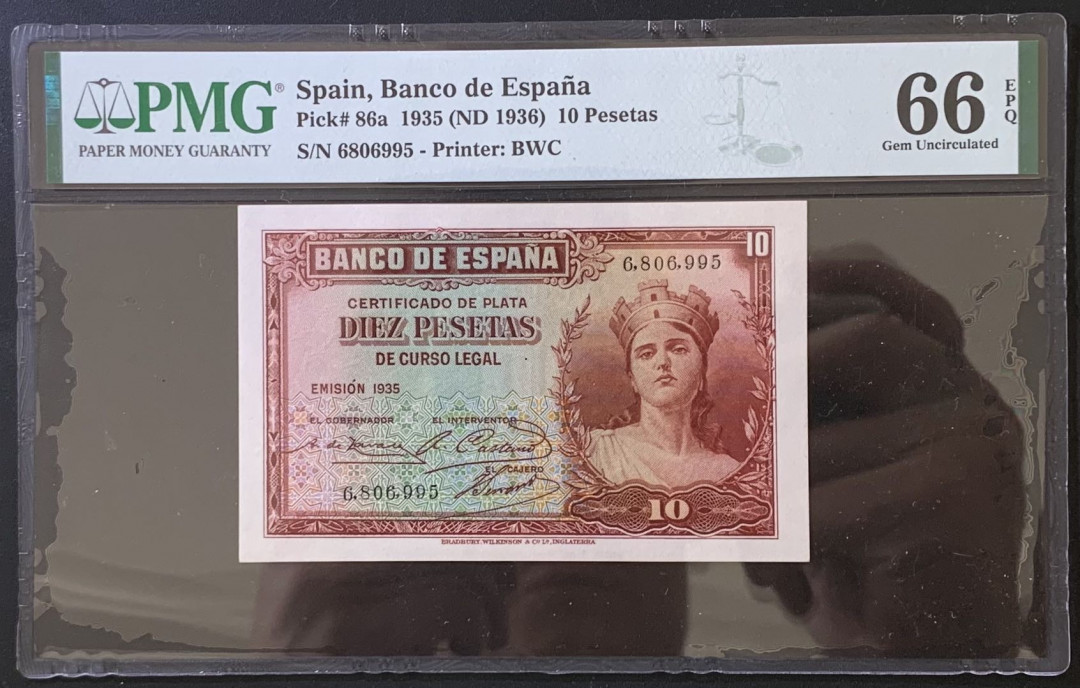 PMG®
PAPER MONEY GUARANTY
Spain, Banco de España
Pick# 86a 1935 (ND 1936) 10 Pesetas
S/N 6806995 - Printer: BWC
66
EPQ
Gem Uncirculated
BANCO DE ESPAÑA
10
6,806,995
CERTIFICADO DE PLATA
DIEZ PESETAS
DE CURSO LEGAL
EMISIÓN 1935
EL GOBERNADOR EL INTERVENTOR
EL CAJERO
6,806,995
10
BRADBURY, WILKINSON & Cº Lᵈ, INGLATERRA